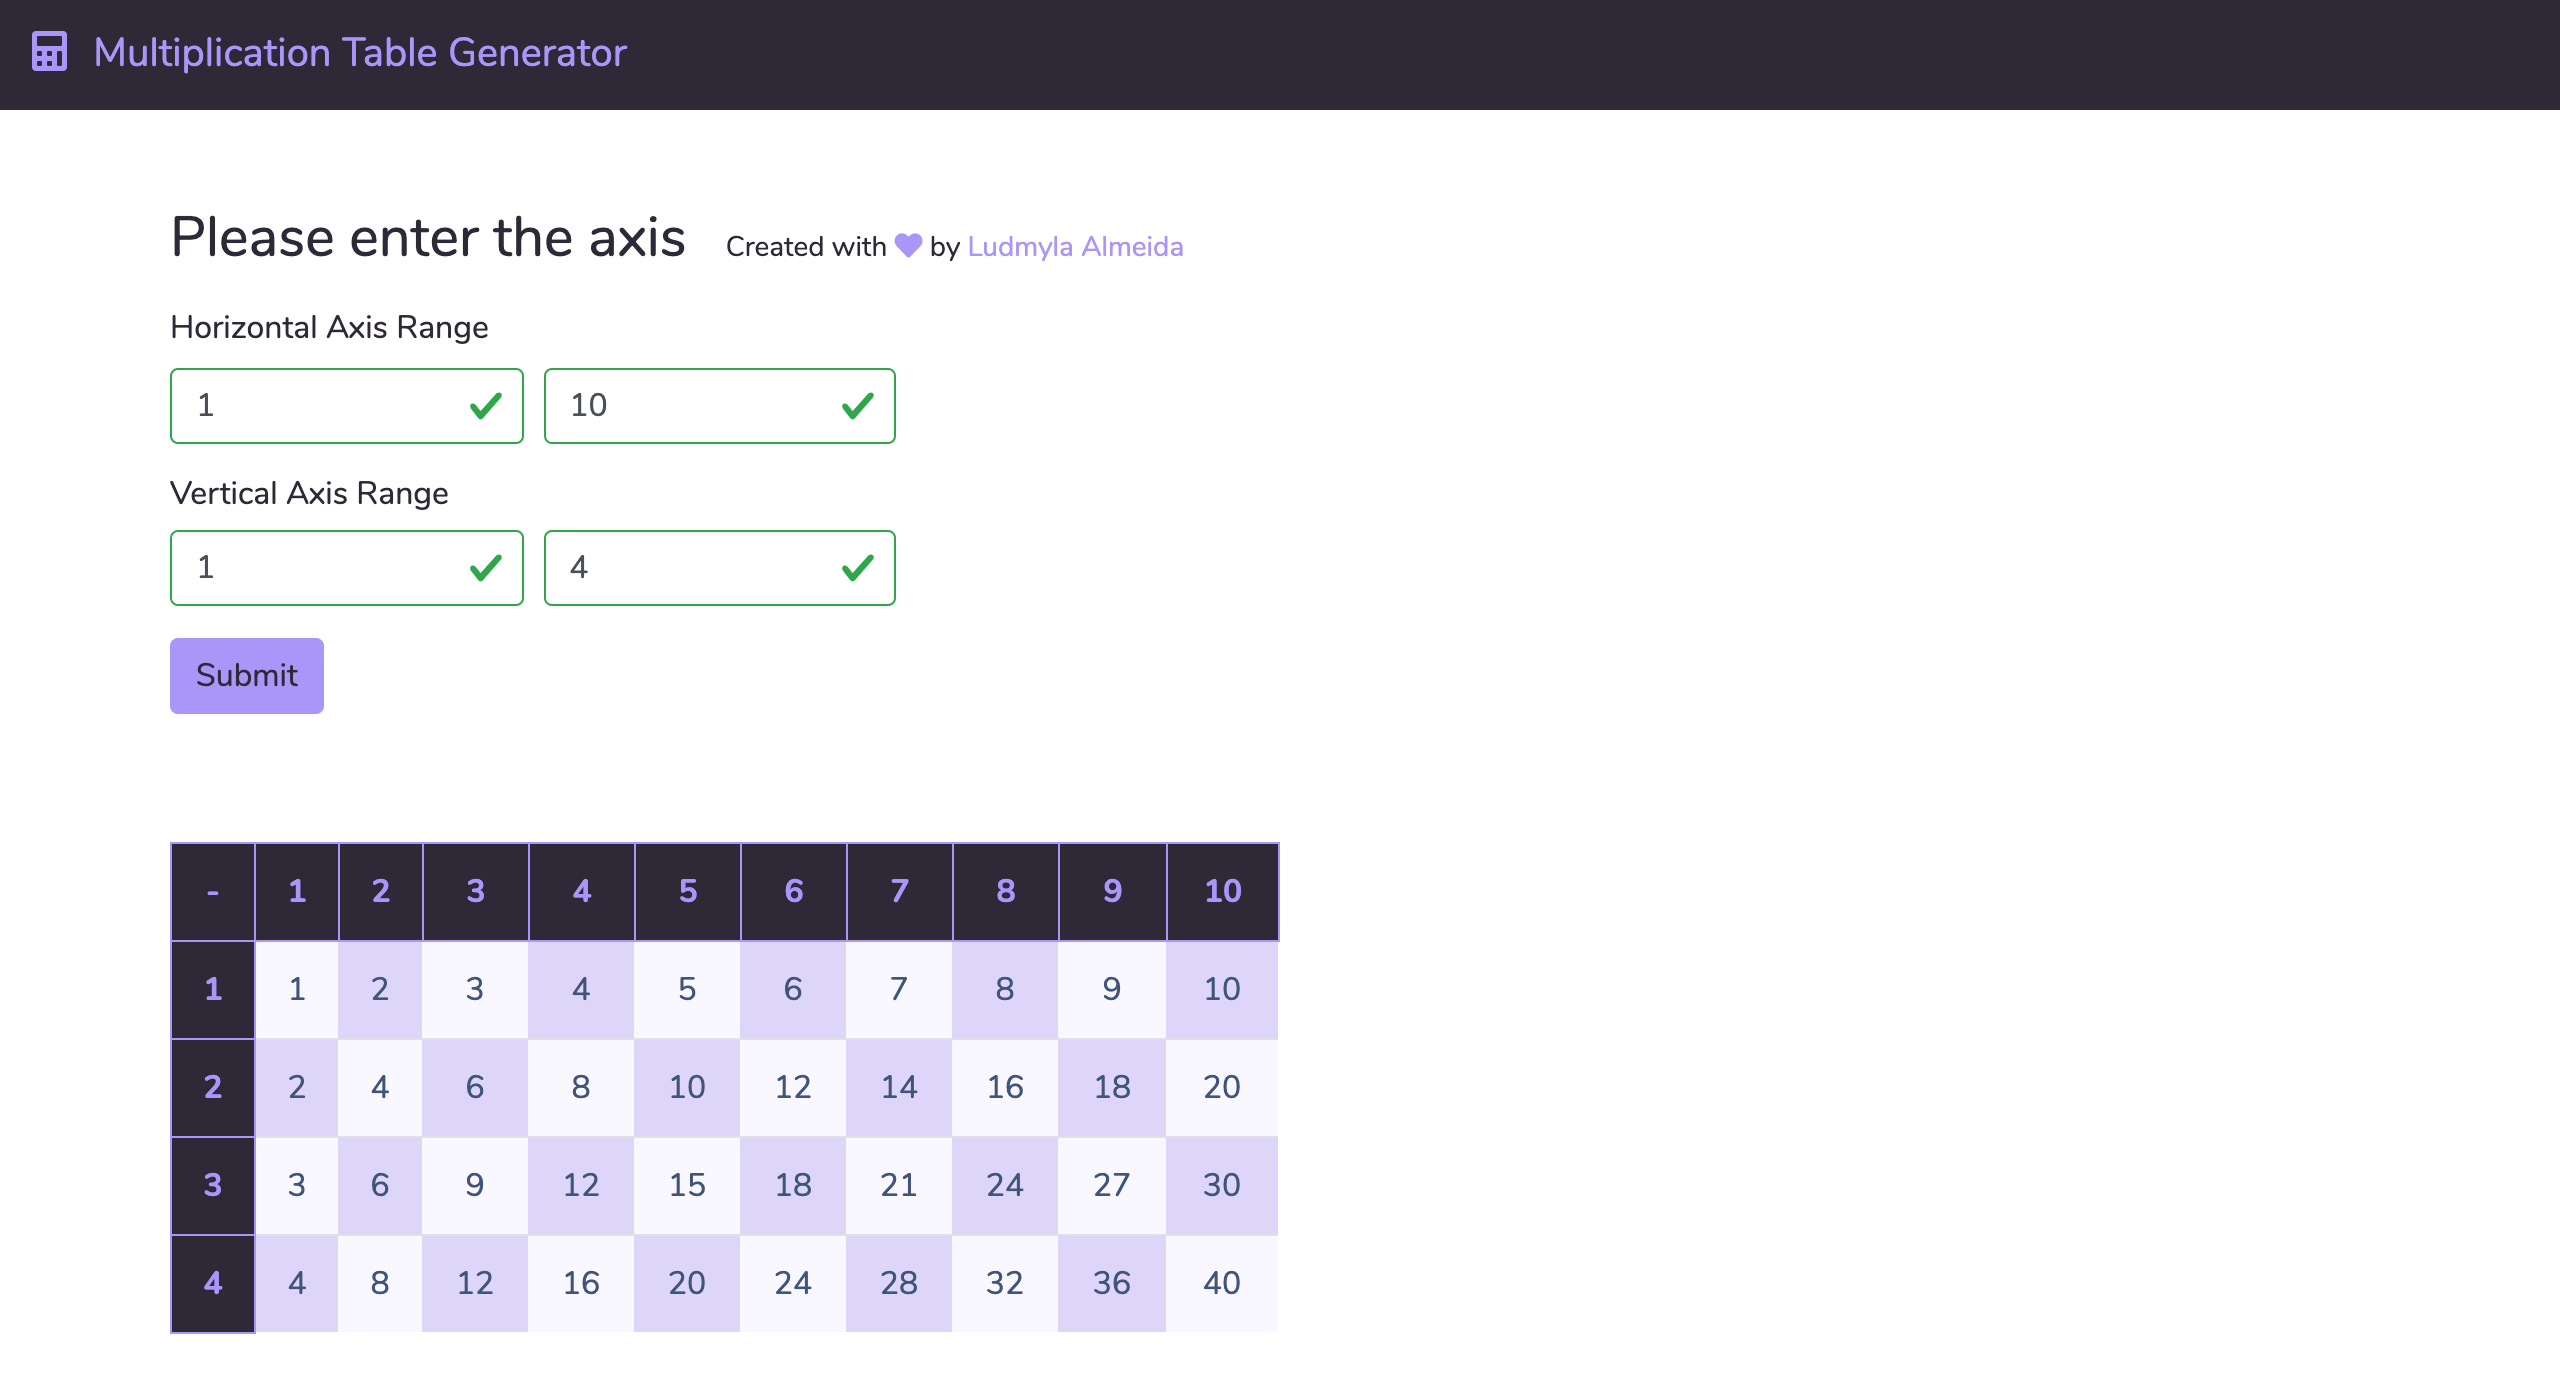 Multiplication Table Generator
Please enter the axis Created with by Ludmyla Almeida
Horizontal Axis Range
1 10
Vertical Axis Range
1 4
Submit
- 1 2 3 4 5 6 7 8 9 10
1 1 2 3 4 5 6 7 8 9 10
2 2 4 6 8 10 12 14 16 18 20
3 3 6 9 12 15 18 21 24 27 30
4 4 8 12 16 20 24 28 32 36 40